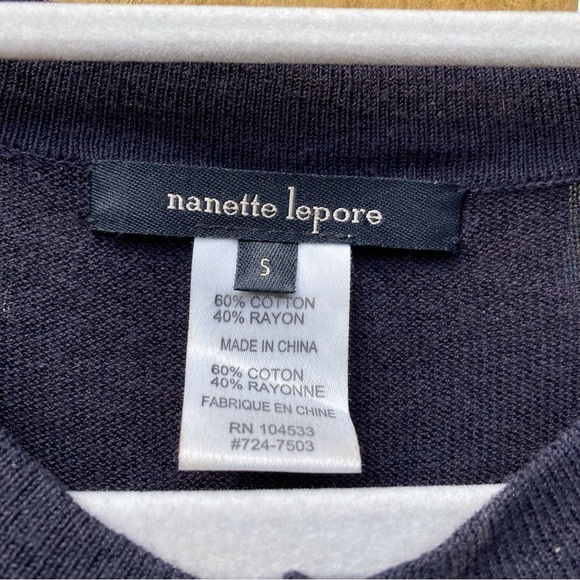 nanette lepore
S
60% COTTON
40% RAYON
MADE IN CHINA
60% COTON
40% RAYONNE
FABRIQUE EN CHINE
RN 104533
#724-7503